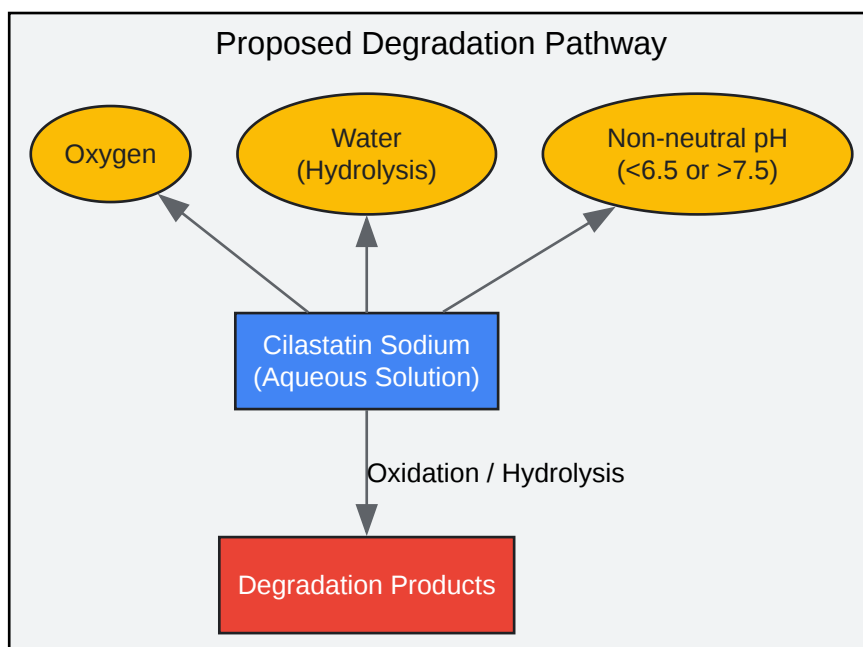 Proposed Degradation Pathway
Oxygen
Water
(Hydrolysis)
Non-neutral pH
(<6.5 or >7.5)
Cilastatin Sodium
(Aqueous Solution)
Oxidation / Hydrolysis
Degradation Products